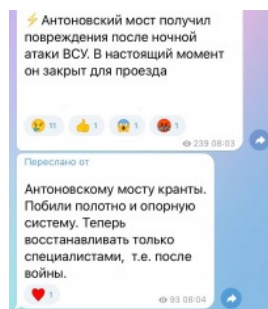 ⚡Антоновский мост получил
повреждения после ночной
атаки ВСУ. В настоящий момент
он закрыт для проезда
😢 11 👍 1 😱 1 🤬 1
239 08:03
Переслано от
Антоновскому мосту кранты.
Побили полотно и опорную
систему. Теперь
восстанавливать только
специалистами, т.е. после
войны.
❤️ 1
93 08:04